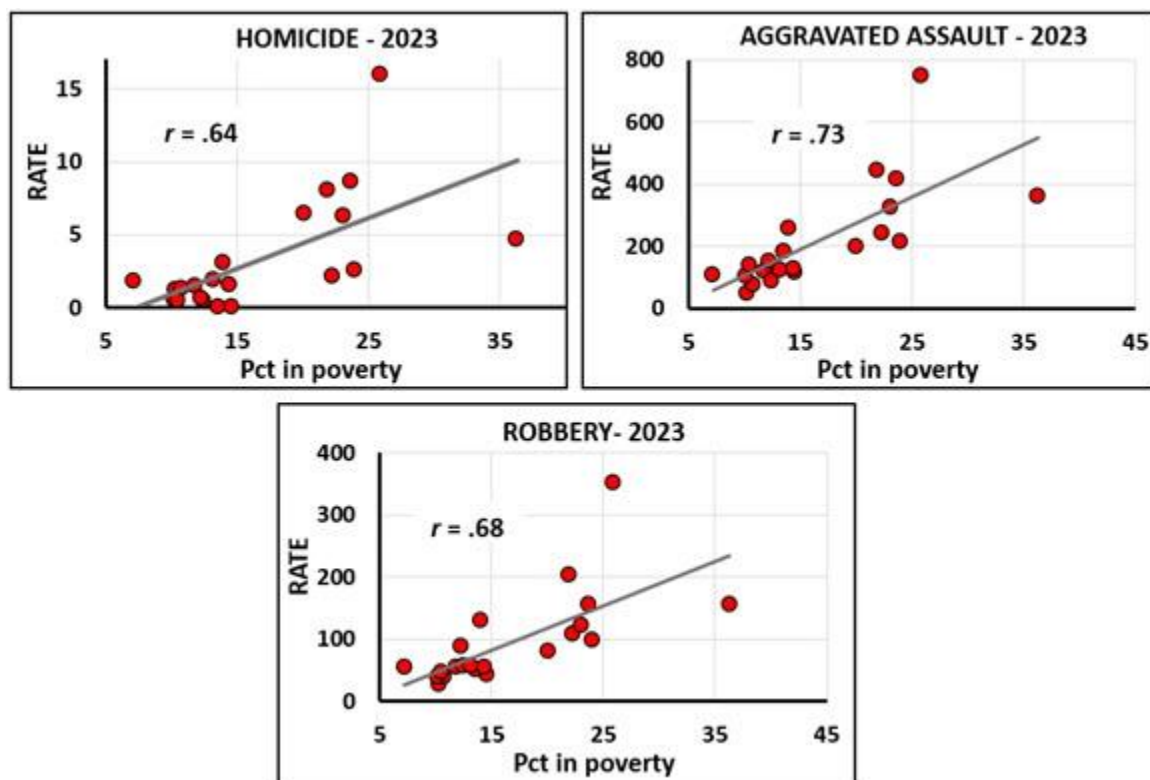 HOMICIDE - 2023
RATE
15
10
5
0
r = .64
5 15 25 35
Pct in poverty
AGGRAVATED ASSAULT - 2023
RATE
800
600
400
200
0
r = .73
5 15 25 35 45
Pct in poverty
ROBBERY- 2023
RATE
400
300
200
100
0
r = .68
5 15 25 35 45
Pct in poverty